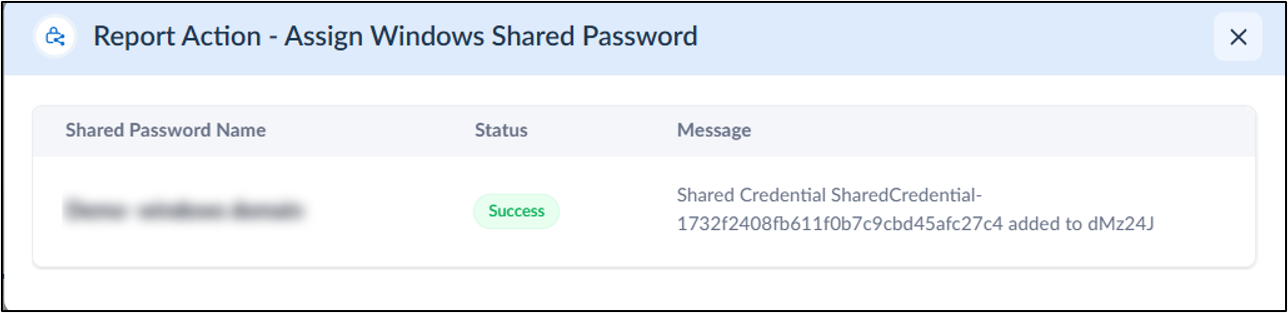 Report Action - Assign Windows Shared Password
Shared Password Name Status Message
Success
Shared Credential SharedCredential-
1732f2408fb611f0b7c9cbd45afc27c4 added to dMz24J